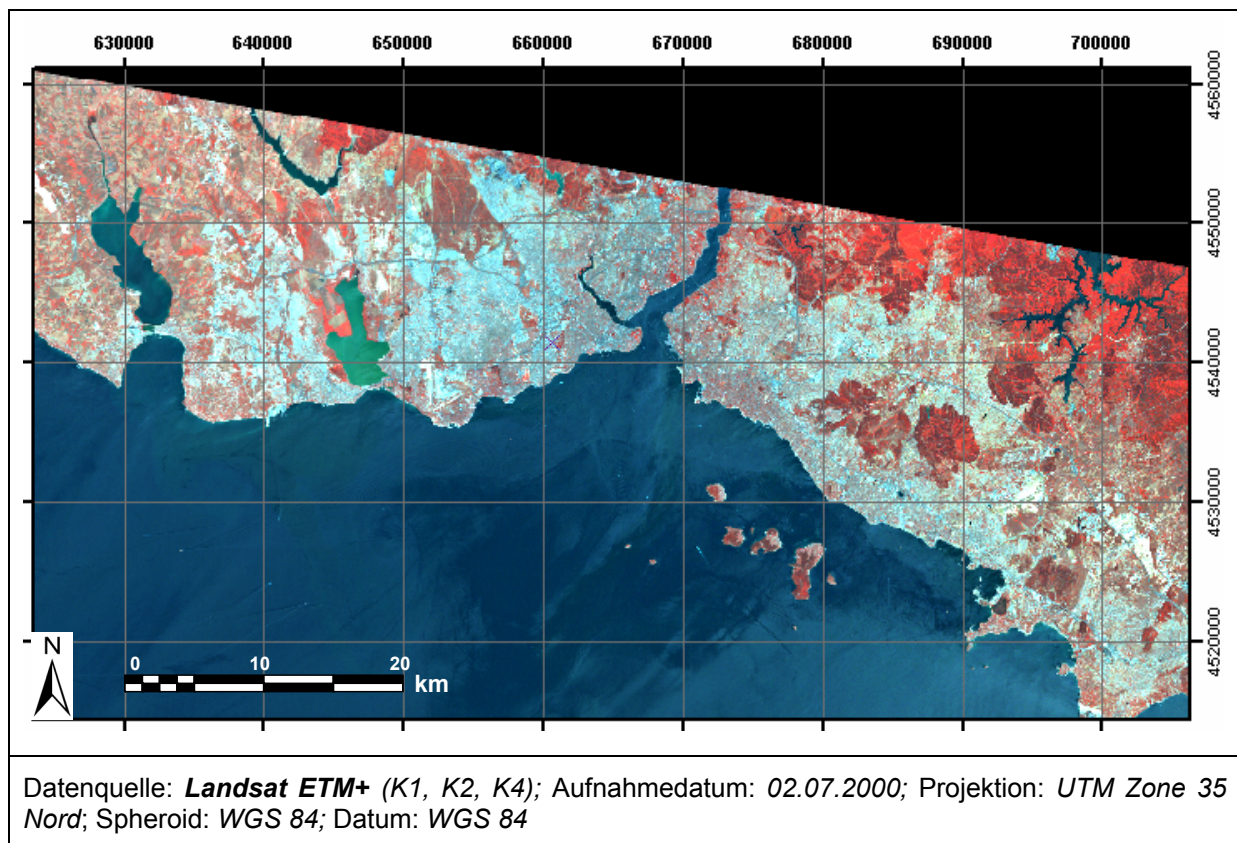 630000 640000 650000 660000 670000 680000 690000 700000
4560000
4550000
4540000
4530000
4520000
N
0 10 20
km
Datenquelle: Landsat ETM+ (K1, K2, K4); Aufnahmedatum: 02.07.2000; Projektion: UTM Zone 35
Nord; Spheroid: WGS 84; Datum: WGS 84